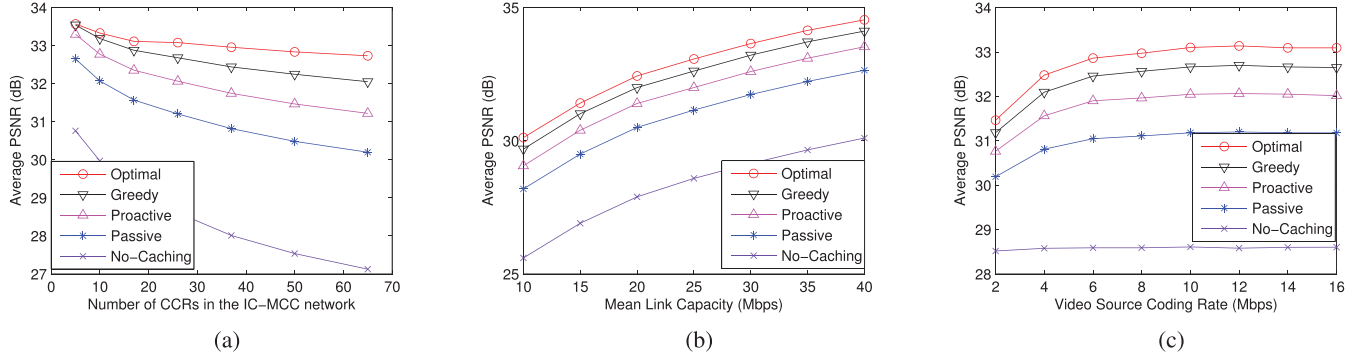 34
33
32
31
30
29
28
27
Average PSNR (dB)
0 10 20 30 40 50 60 70
Number of CCRs in the IC−MCC network
Optimal
Greedy
Proactive
Passive
No−Caching
(a)
35
30
25
Average PSNR (dB)
10 15 20 25 30 35 40
Mean Link Capacity (Mbps)
Optimal
Greedy
Proactive
Passive
No−Caching
(b)
34
33
32
31
30
29
28
Average PSNR (dB)
2 4 6 8 10 12 14 16
Video Source Coding Rate (Mbps)
Optimal
Greedy
Proactive
Passive
No−Caching
(c)